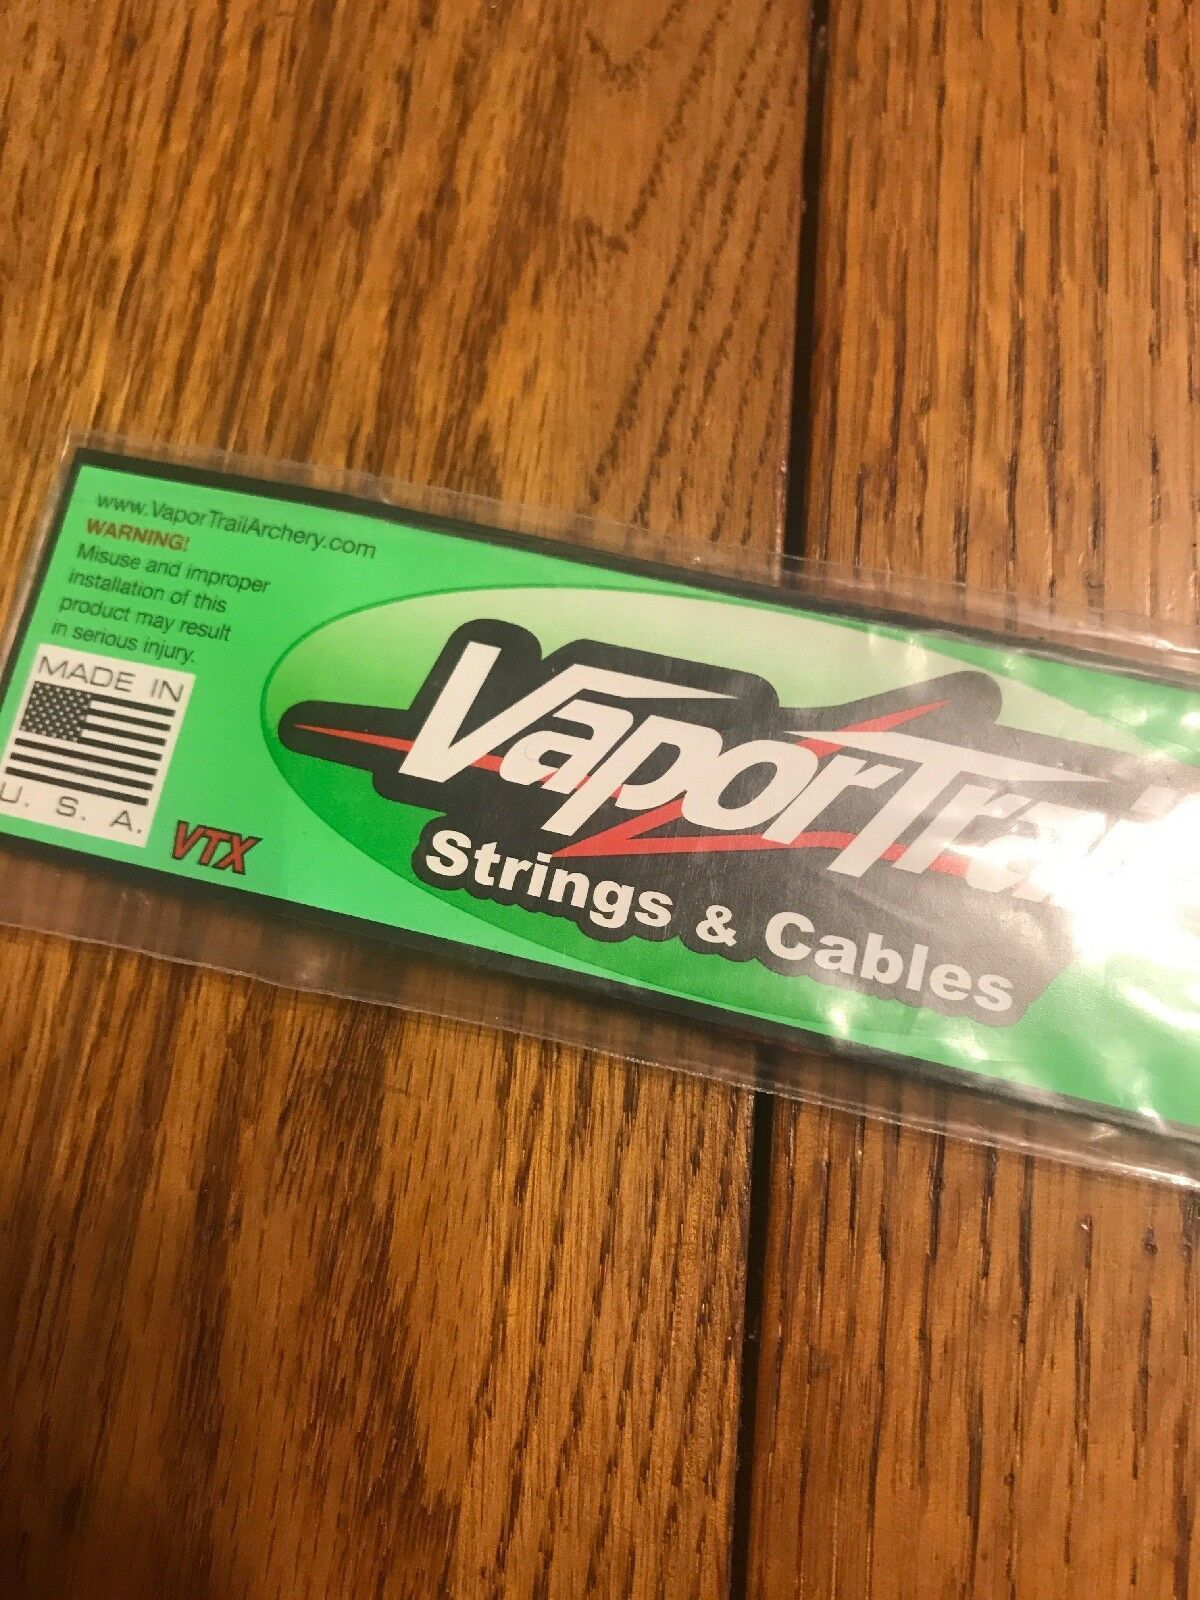 www.VaporTrailArchery.com
WARNING!
Misuse and improper
installation of this
product may result
in serious injury.
MADE IN
U. S. A.
VTX
VaporTrai
Strings & Cables